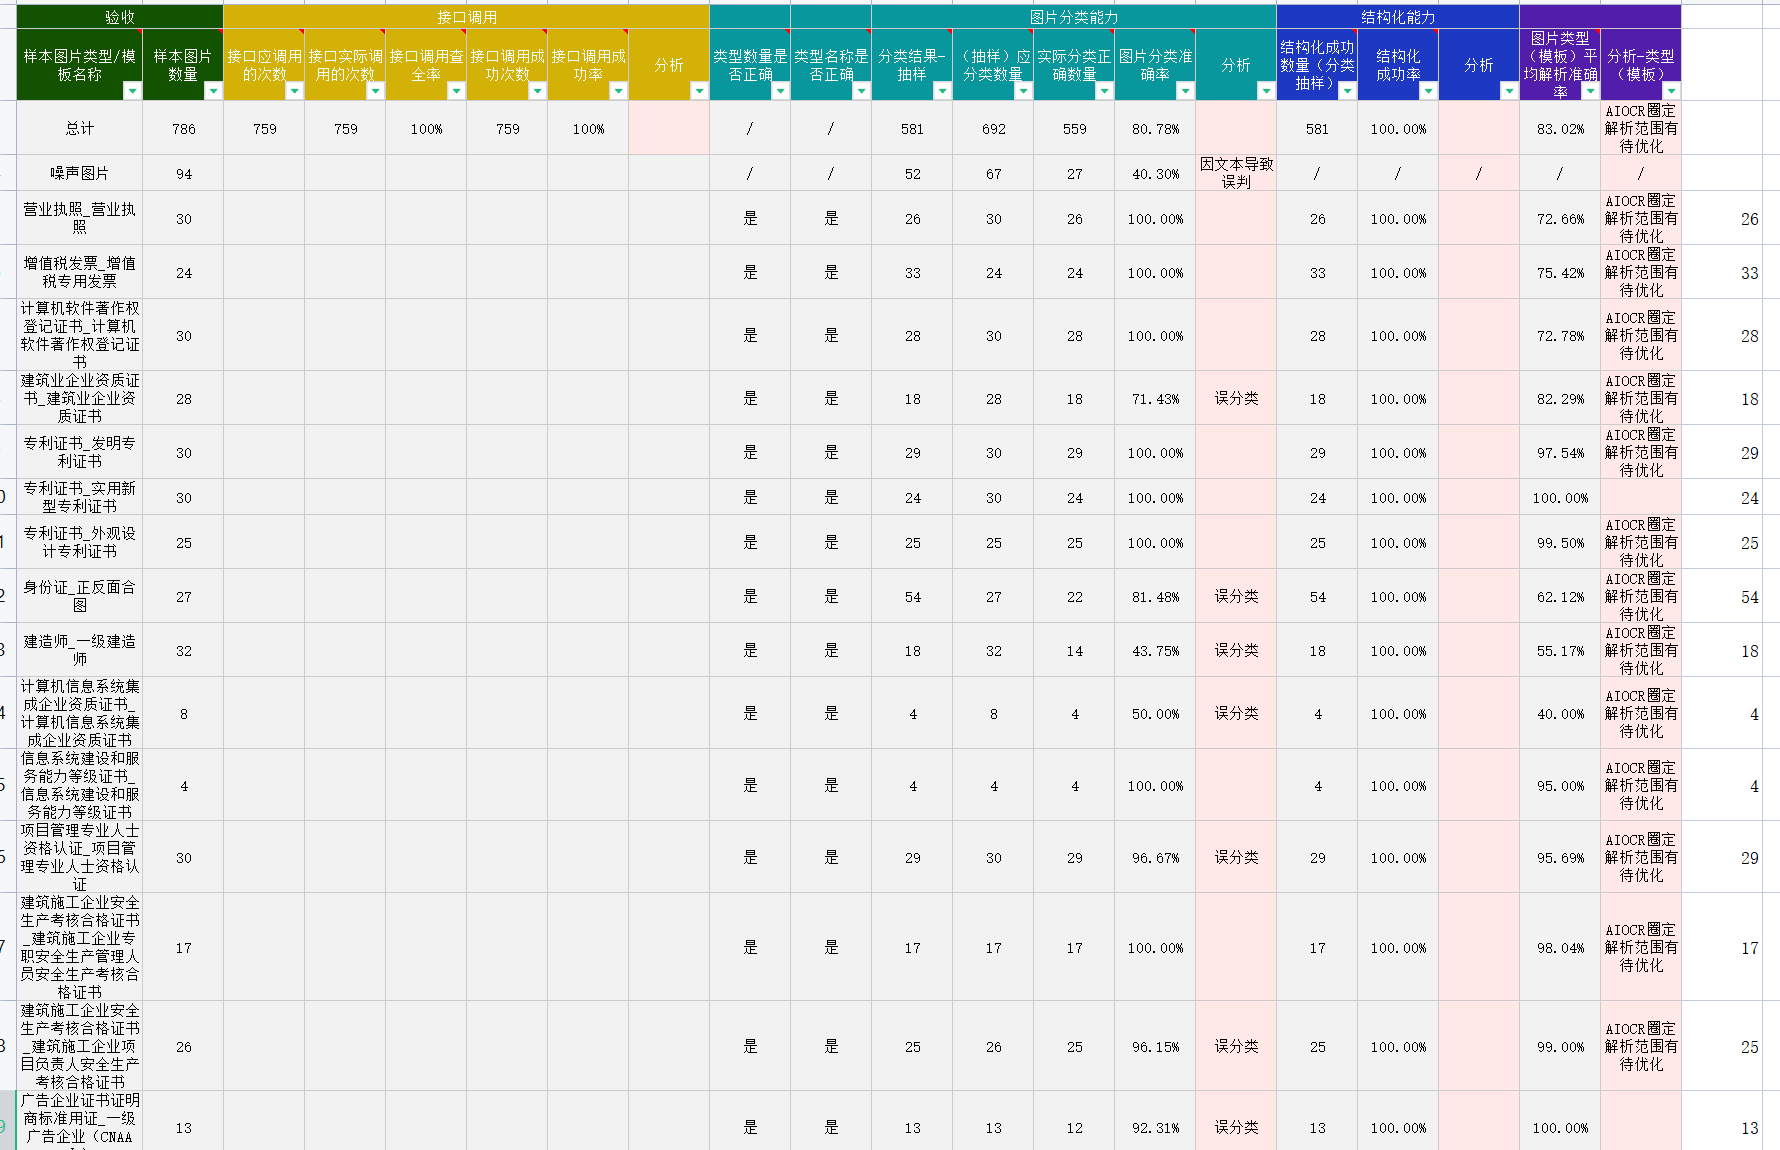 验收 接口调用 图片分类能力 结构化能力
样本图片类型/模板名称 样本图片数量 接口应调用的次数 接口实际调用的次数 接口调用查全率 接口调用成功次数 接口调用成功率 分析 类型数量是否正确 类型名称是否正确 分类结果-抽样 （抽样）应分类数量 实际分类正确数量 图片分类准确率 分析 结构化成功数量（分类抽样） 结构化成功率 分析 图片类型（模板）平均解析准确率 分析-类型（模板）
总计 786 759 759 100% 759 100% / / 581 692 559 80.78% 581 100.00% 83.02% AIOCR圈定解析范围有待优化
噪声图片 94 / / 52 67 27 40.30% 因文本导致误判 / / / / /
营业执照_营业执照 30 是 是 26 30 26 100.00% 26 100.00% 72.66% AIOCR圈定解析范围有待优化 26
增值税发票_增值税专用发票 24 是 是 33 24 24 100.00% 33 100.00% 75.42% AIOCR圈定解析范围有待优化 33
计算机软件著作权登记证书_计算机软件著作权登记证书 30 是 是 28 30 28 100.00% 28 100.00% 72.78% AIOCR圈定解析范围有待优化 28
建筑业企业资质证书_建筑业企业资质证书 28 是 是 18 28 18 71.43% 误分类 18 100.00% 82.29% AIOCR圈定解析范围有待优化 18
专利证书_发明专利证书 30 是 是 29 30 29 100.00% 29 100.00% 97.54% AIOCR圈定解析范围有待优化 29
专利证书_实用新型专利证书 30 是 是 24 30 24 100.00% 24 100.00% 100.00% 24
专利证书_外观设计专利证书 25 是 是 25 25 25 100.00% 25 100.00% 99.50% AIOCR圈定解析范围有待优化 25
身份证_正反面合图 27 是 是 54 27 22 81.48% 误分类 54 100.00% 62.12% AIOCR圈定解析范围有待优化 54
建造师_一级建造师 32 是 是 18 32 14 43.75% 误分类 18 100.00% 55.17% AIOCR圈定解析范围有待优化 18
计算机信息系统集成企业资质证书_计算机信息系统集成企业资质证书 8 是 是 4 8 4 50.00% 误分类 4 100.00% 40.00% AIOCR圈定解析范围有待优化 4
信息系统建设和服务能力等级证书_信息系统建设和服务能力等级证书 4 是 是 4 4 4 100.00% 4 100.00% 95.00% AIOCR圈定解析范围有待优化 4
项目管理专业人士资格认证_项目管理专业人士资格认证 30 是 是 29 30 29 96.67% 误分类 29 100.00% 95.69% AIOCR圈定解析范围有待优化 29
建筑施工企业安全生产考核合格证书_建筑施工企业专职安全生产管理人员安全生产考核合格证书 17 是 是 17 17 17 100.00% 17 100.00% 98.04% AIOCR圈定解析范围有待优化 17
建筑施工企业安全生产考核合格证书_建筑施工企业项目负责人安全生产考核合格证书 26 是 是 25 26 25 96.15% 误分类 25 100.00% 99.00% AIOCR圈定解析范围有待优化 25
广告企业证书证明商标准用证_一级广告企业（CNAA 13 是 是 13 13 12 92.31% 误分类 13 100.00% 100.00% 13